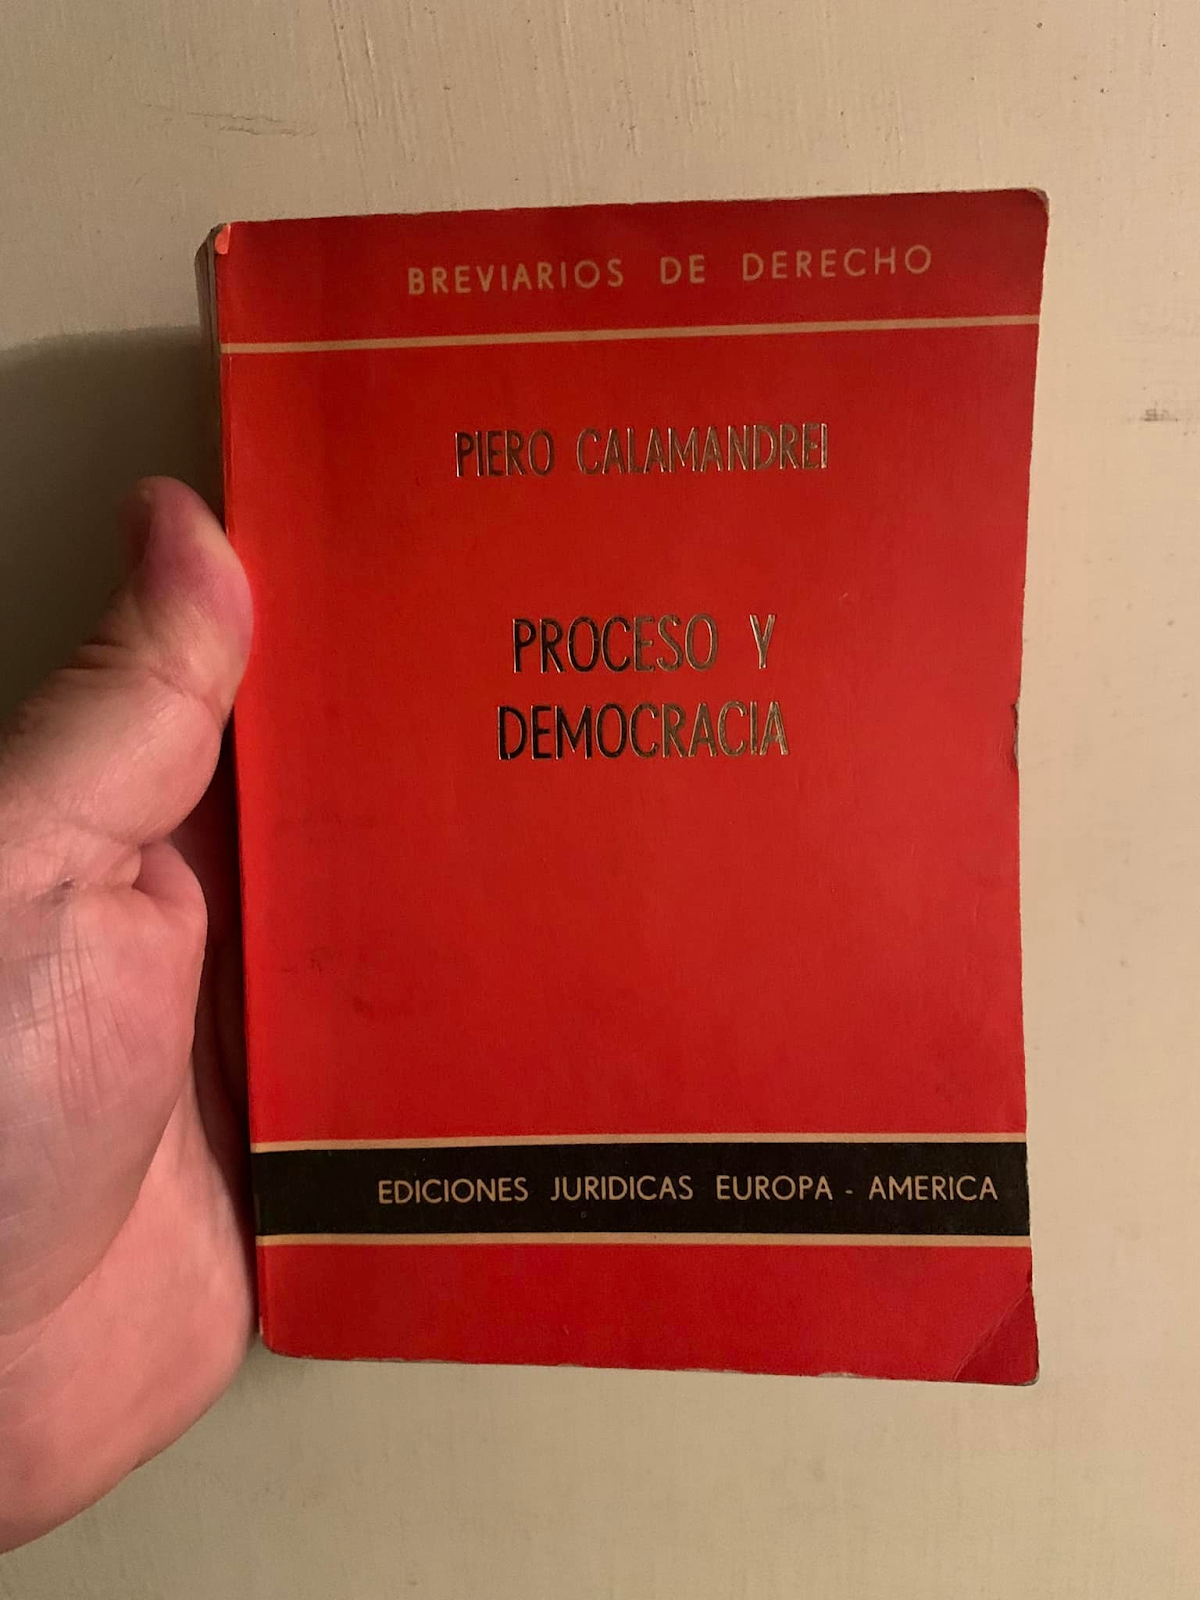 BREVIARIOS DE DERECHO
PIERO CALAMANDREI
PROCESO Y
DEMOCRACIA
EDICIONES JURIDICAS EUROPA - AMERICA